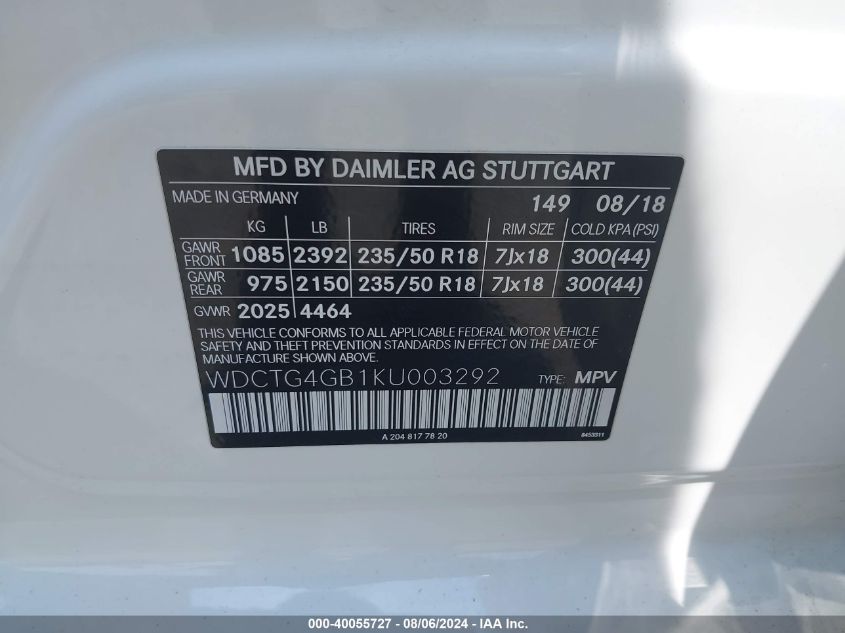 MFD BY DAIMLER AG STUTTGART
MADE IN GERMANY 149 08/18
KG LB TIRES RIM SIZE COLD KPA (PSI)
GAWR FRONT 1085 2392 235/50 R18 7Jx18 300(44)
GAWR REAR 975 2150 235/50 R18 7Jx18 300(44)
GVWR 2025 4464
THIS VEHICLE CONFORMS TO ALL APPLICABLE FEDERAL MOTOR VEHICLE
SAFETY AND THEFT PREVENTION STANDARDS IN EFFECT ON THE DATE OF
MANUFACTURE SHOWN ABOVE.
WDCTG4GB1KU003292 TYPE: MPV
A 204 817 78 20 8453311
000-40055727 - 08/06/2024 - IAA Inc.